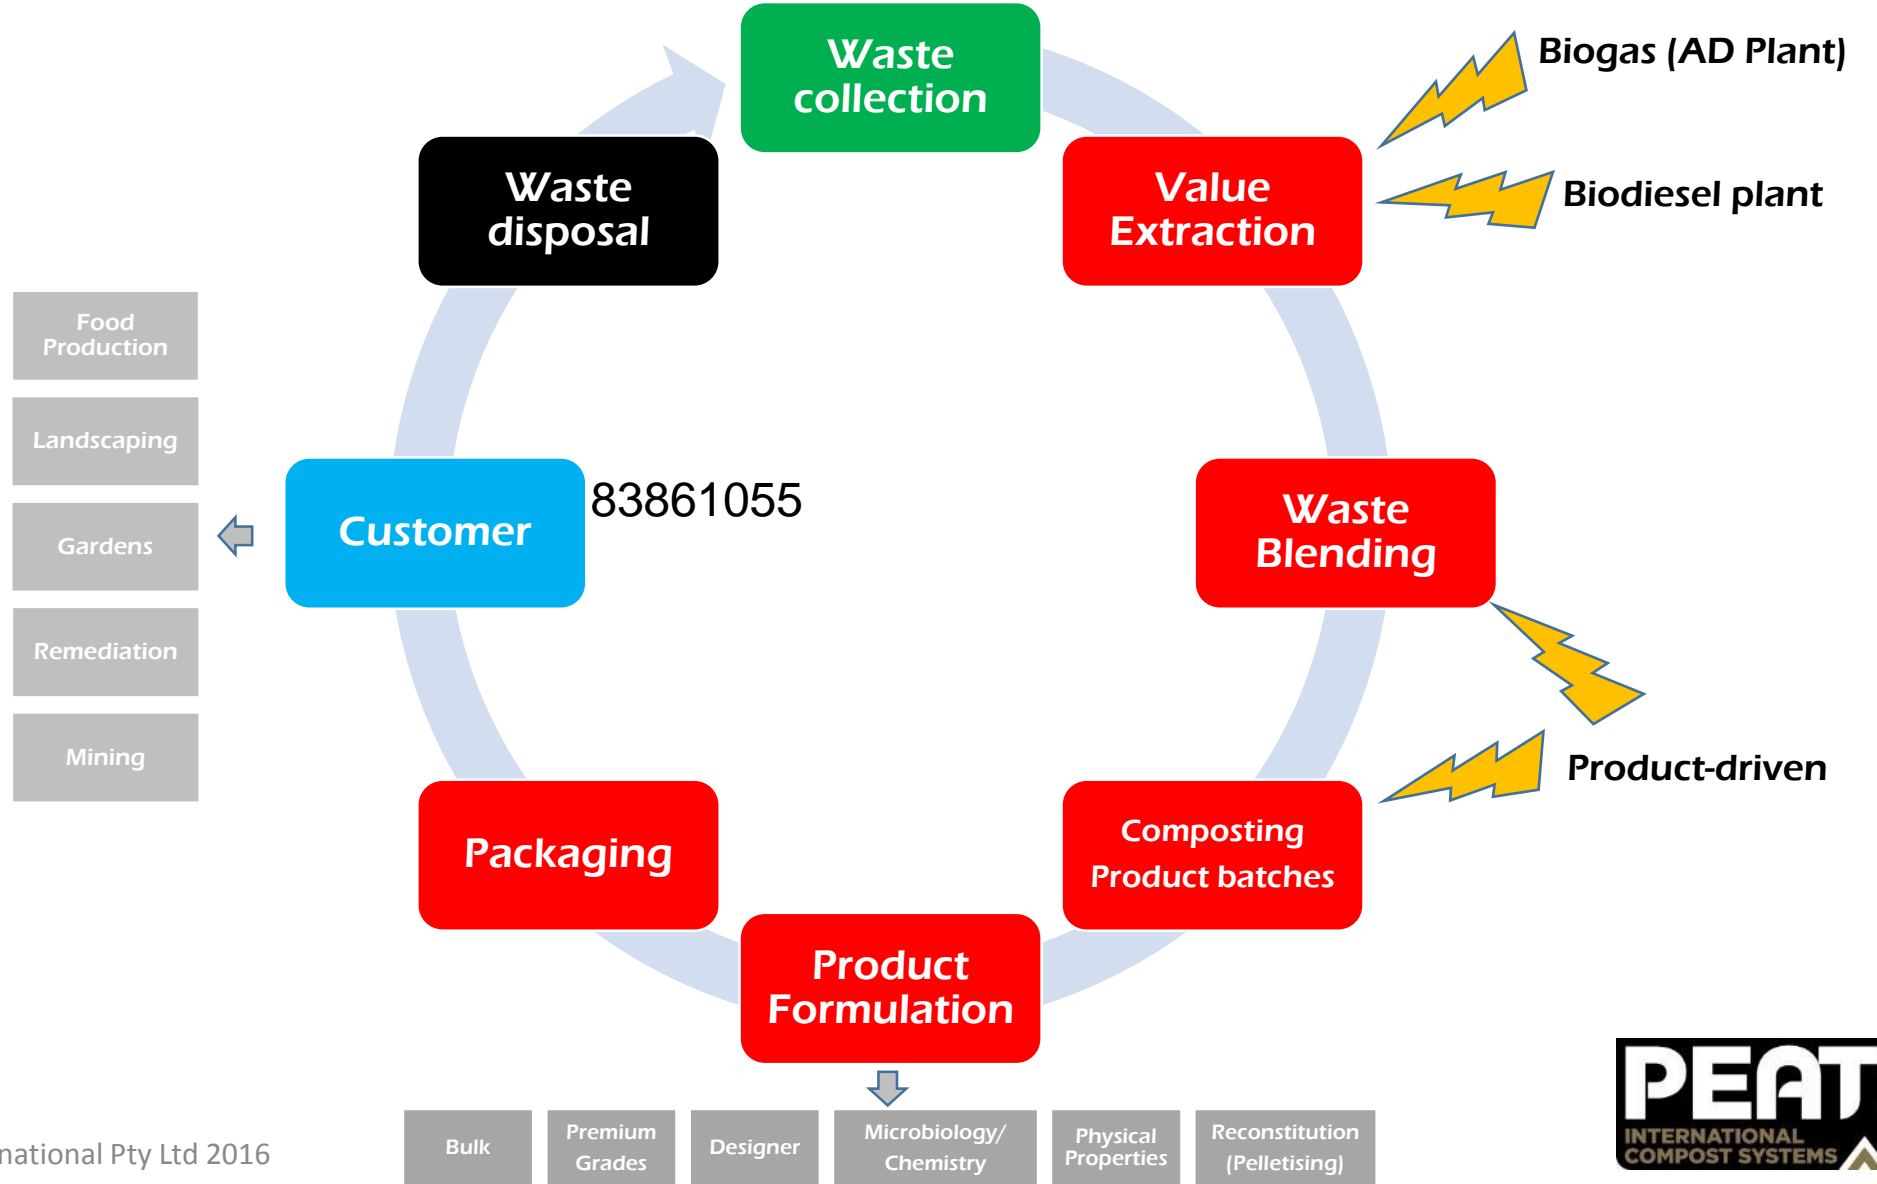 Waste
collection
Biogas (AD Plant)
Value
Extraction
Biodiesel plant
Waste
disposal
Food
Production
Landscaping
Gardens
Remediation
Mining
Customer
83861055
Waste
Blending
Product-driven
Composting
Product batches
Packaging
Product
Formulation
Bulk
Premium
Grades
Designer
Microbiology/
Chemistry
Physical
Properties
Reconstitution
(Pelletising)
national Pty Ltd 2016
PEAT
INTERNATIONAL
COMPOST SYSTEMS